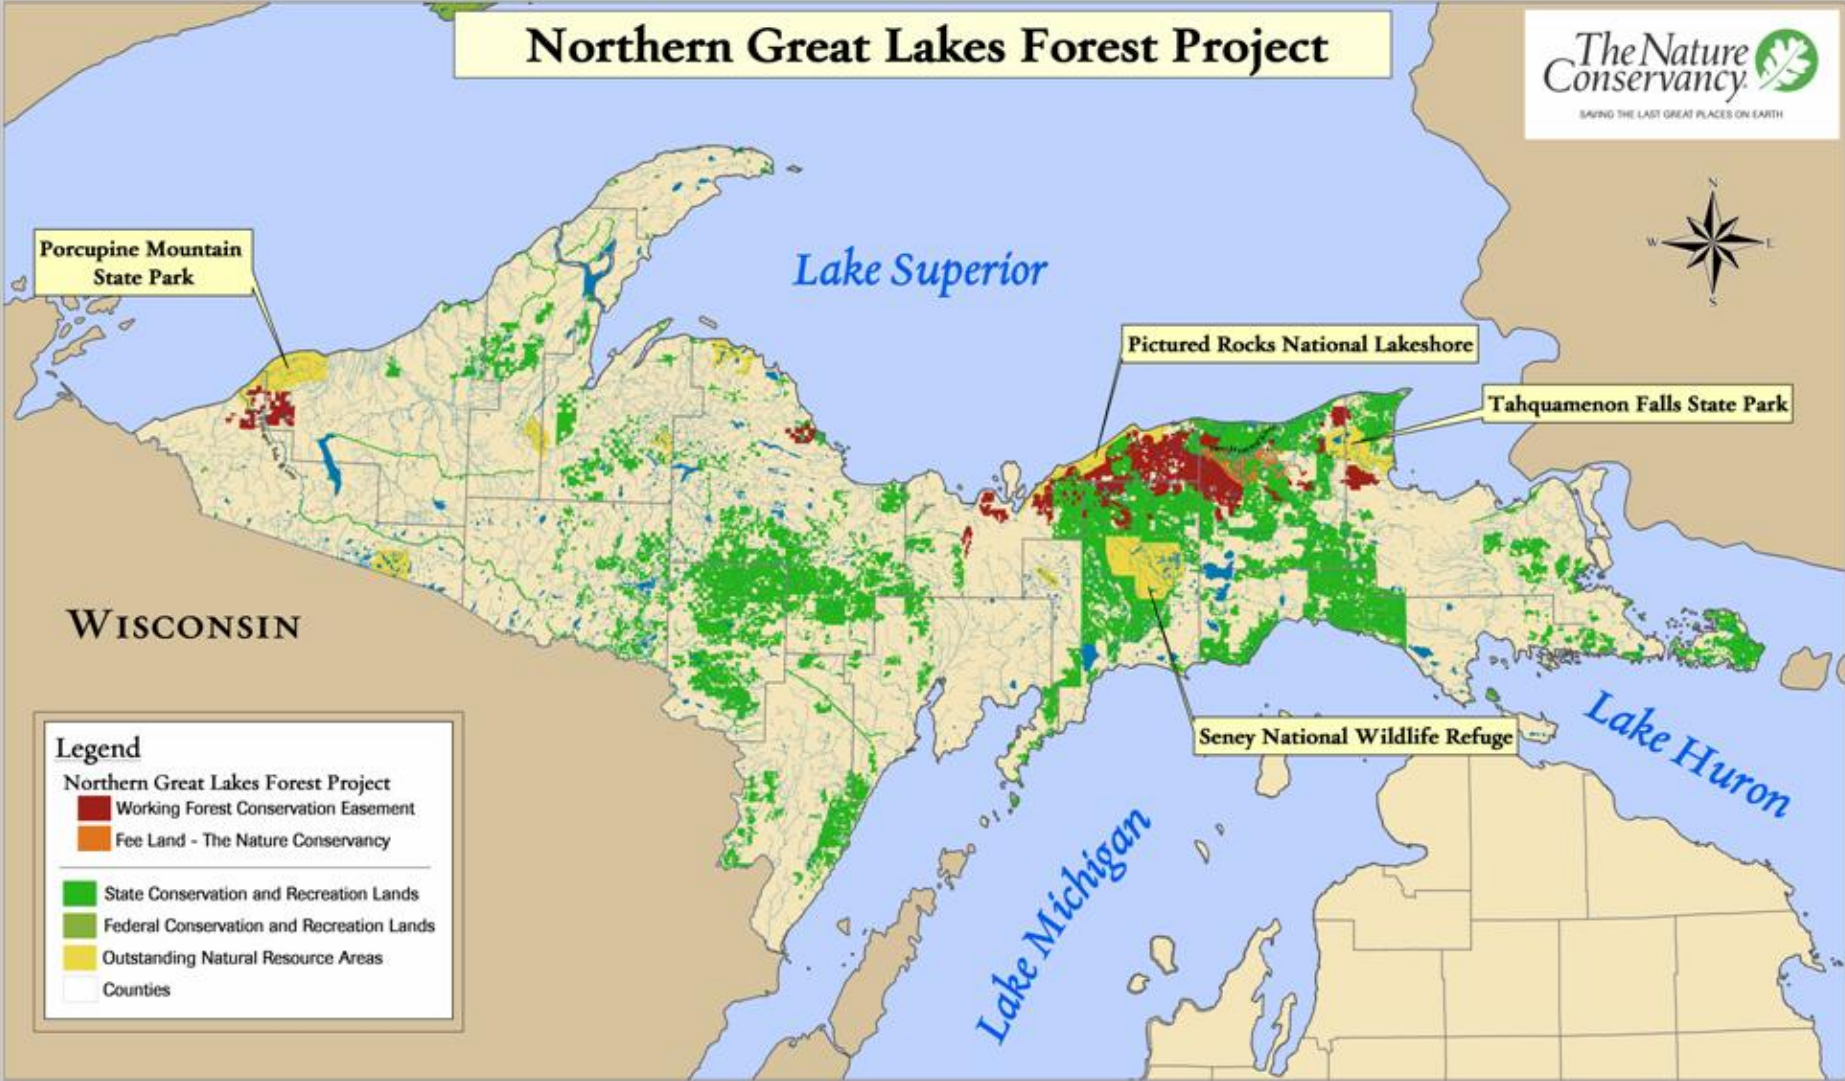 Northern Great Lakes Forest Project
The Nature
Conservancy
SAVING THE LAST GREAT PLACES ON EARTH
N
W
E
S
Porcupine Mountain
State Park
Lake Superior
Pictured Rocks National Lakeshore
Tahquamenon Falls State Park
WISCONSIN
Seney National Wildlife Refuge
Lake Huron
Lake Michigan
Legend
Northern Great Lakes Forest Project
Working Forest Conservation Easement
Fee Land - The Nature Conservancy
State Conservation and Recreation Lands
Federal Conservation and Recreation Lands
Outstanding Natural Resource Areas
Counties